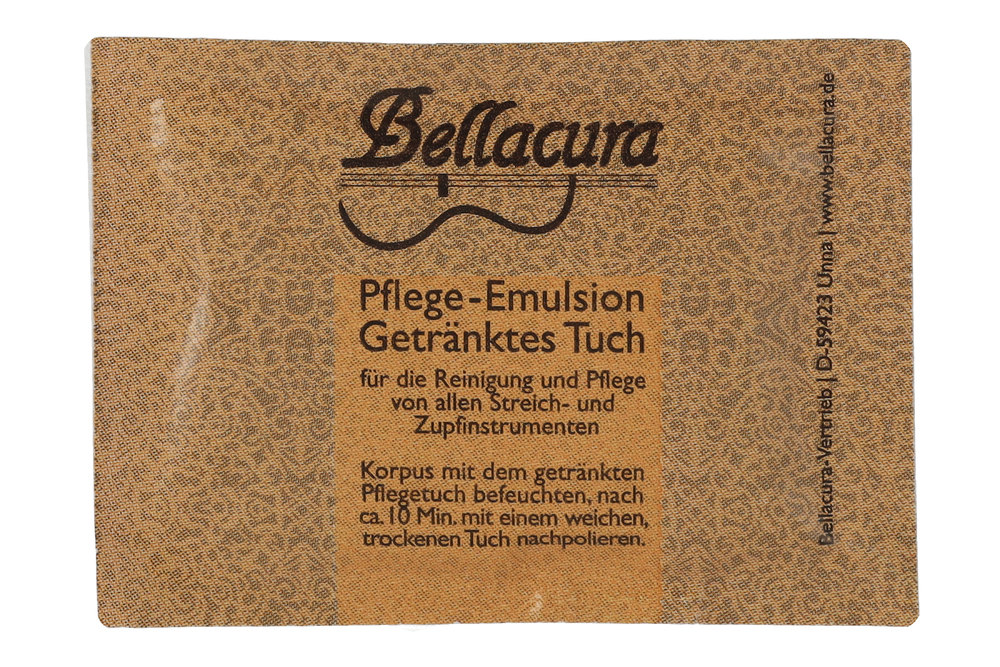 Bellacura
Pflege-Emulsion
Getränktes Tuch
für die Reinigung und Pflege
von allen Streich- und
Zupfinstrumenten
Korpus mit dem getränkten
Pflegetuch befeuchten, nach
ca. 10 Min. mit einem weichen,
trockenen Tuch nachpolieren.
Bellacura-Vertrieb | D-59423 Unna | www.bellacura.de